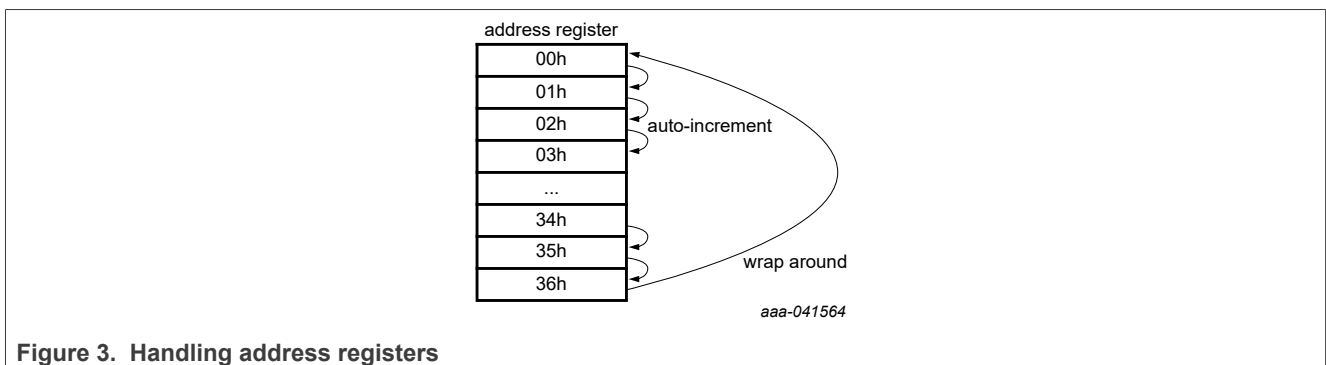 address register
00h
01h
02h
auto-increment
03h
...
34h
35h
wrap around
36h
aaa-041564
Figure 3. Handling address registers